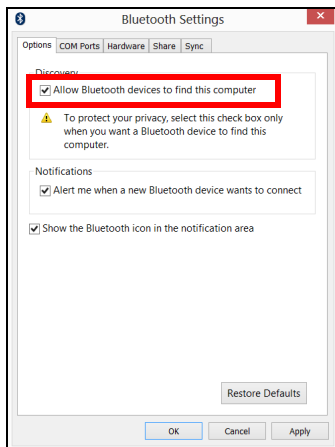 Bluetooth Settings
Options COM Ports Hardware Share Sync
Discovery
Allow Bluetooth devices to find this computer
To protect your privacy, select this check box only
when you want a Bluetooth device to find this
computer.
Notifications
Alert me when a new Bluetooth device wants to connect
Show the Bluetooth icon in the notification area
Restore Defaults
OK Cancel Apply